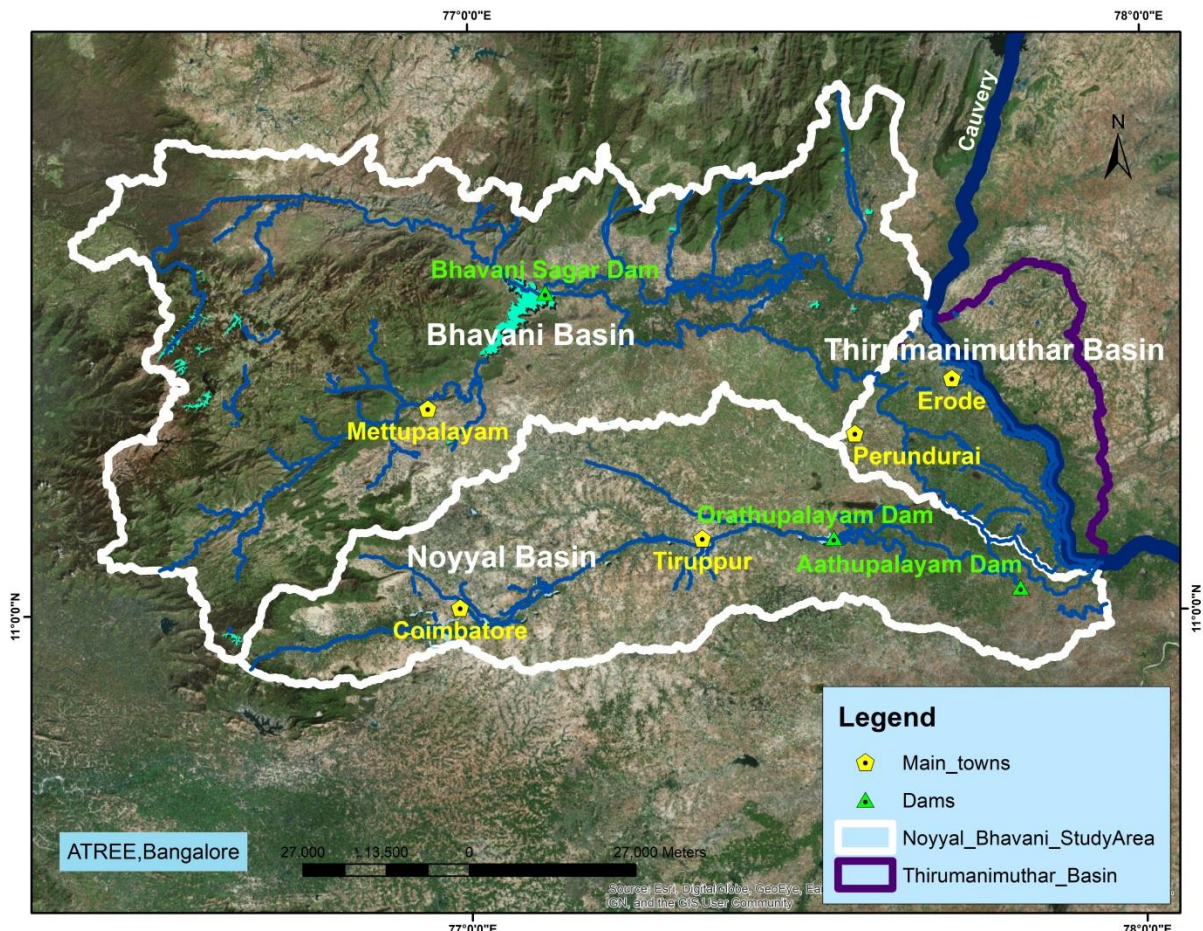 77°0'0"E
78°0'0"E
Cauvery
N
Bhavani Sagar Dam
Bhavani Basin
Thirumanimuthar Basin
Erode
Mettupalayam
Perundurai
Orathupalayam Dam
Noyyal Basin
Tiruppur
Aathupalayam Dam
Coimbatore
11°0'0"N
11°0'0"N
Legend
Main_towns
Dams
Noyyal_Bhavani_StudyArea
Thirumanimuthar_Basin
ATREE,Bangalore
27,000 13,500 0 27,000 Meters
Source: Esri, DigitalGlobe, GeoEye,
IGN, and the GIS User Community
77°0'0"E
78°0'0"E